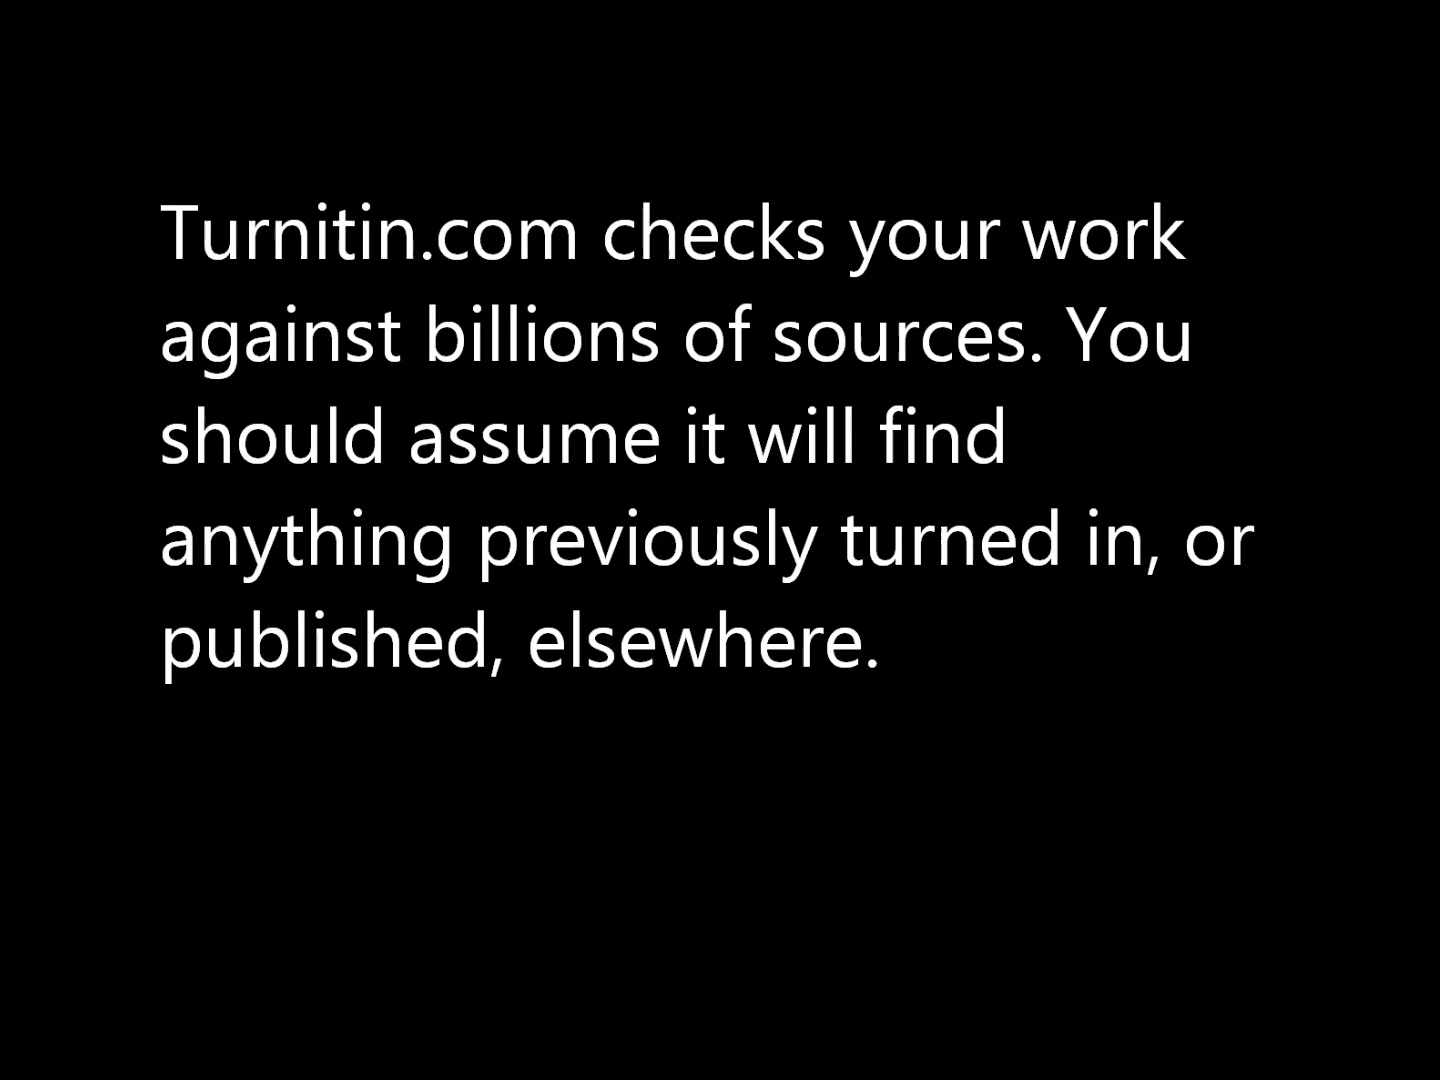 Turnitin.com checks your work
against billions of sources. You
should assume it will find
anything previously turned in, or
published, elsewhere.